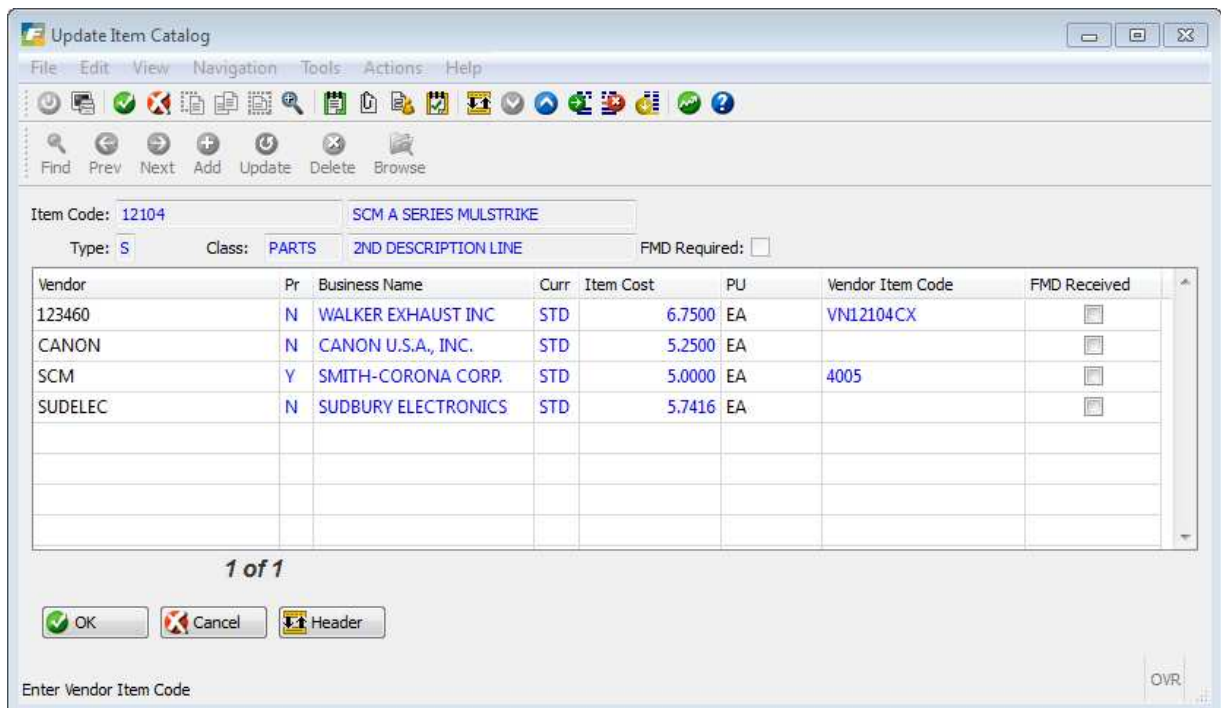 Update Item Catalog
File Edit View Navigation Tools Actions Help
Find Prev Next Add Update Delete Browse
Item Code: 12104 SCM A SERIES MULSTRIKE
Type: S Class: PARTS 2ND DESCRIPTION LINE FMD Required:
Vendor Pr Business Name Curr Item Cost PU Vendor Item Code FMD Received
123460 N WALKER EXHAUST INC STD 6.7500 EA VN12104CX
CANON N CANON U.S.A., INC. STD 5.2500 EA
SCM Y SMITH-CORONA CORP. STD 5.0000 EA 4005
SUDELEC N SUDBURY ELECTRONICS STD 5.7416 EA
1 of 1
OK Cancel Header
Enter Vendor Item Code OVR